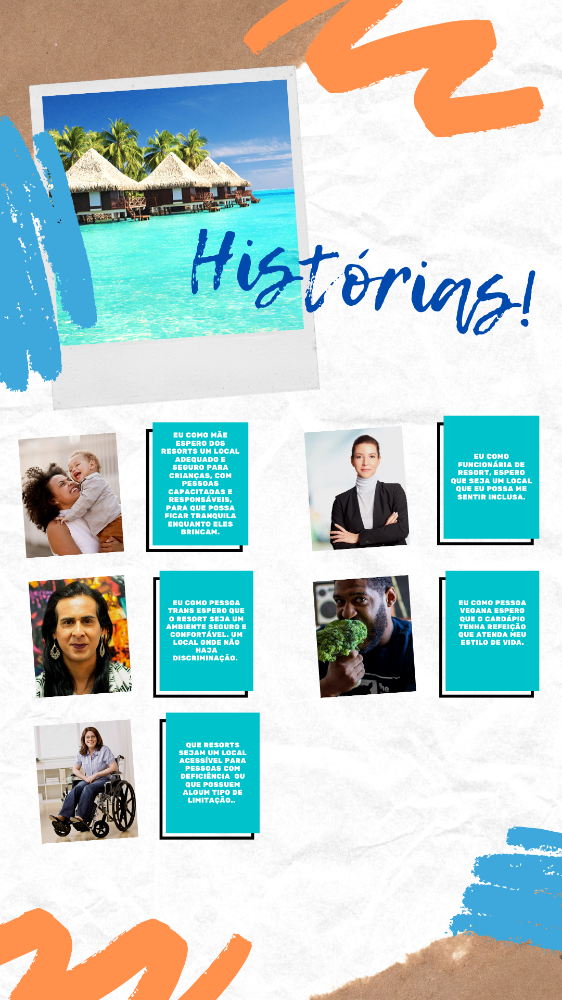 Histórias!
EU COMO MÃE
ESPERO DOS
RESORTS UM LOCAL
ADEQUADO E
SEGURO PARA
CRIANÇAS, COM
PESSOAS
CAPACITADAS E
RESPONSÁVEIS,
PARA QUE POSSA
FICAR TRANQUILA
ENQUANTO ELES
BRINCAM.
EU COMO
FUNCIONÁRIA DE
RESORT, ESPERO
QUE SEJA UM LOCAL
QUE EU POSSA ME
SENTIR INCLUSA.
EU COMO PESSOA
TRANS ESPERO QUE
O RESORT SEJA UM
AMBIENTE SEGURO E
CONFORTÁVEL. UM
LOCAL ONDE NÃO
HAJA
DISCRIMINAÇÃO.
the
EU COMO PESSOA
VEGANA ESPERO
QUE O CARDÁPIO
TENHA REFEIÇÃO
QUE ATENDA MEU
ESTILO DE VIDA.
QUE RESORTS
SEJAM UM LOCAL
ACESSÍVEL PARA
PESSOAS COM
DEFICIÊNCIA OU
QUE POSSUEM
ALGUM TIPO DE
LIMITAÇÃO..